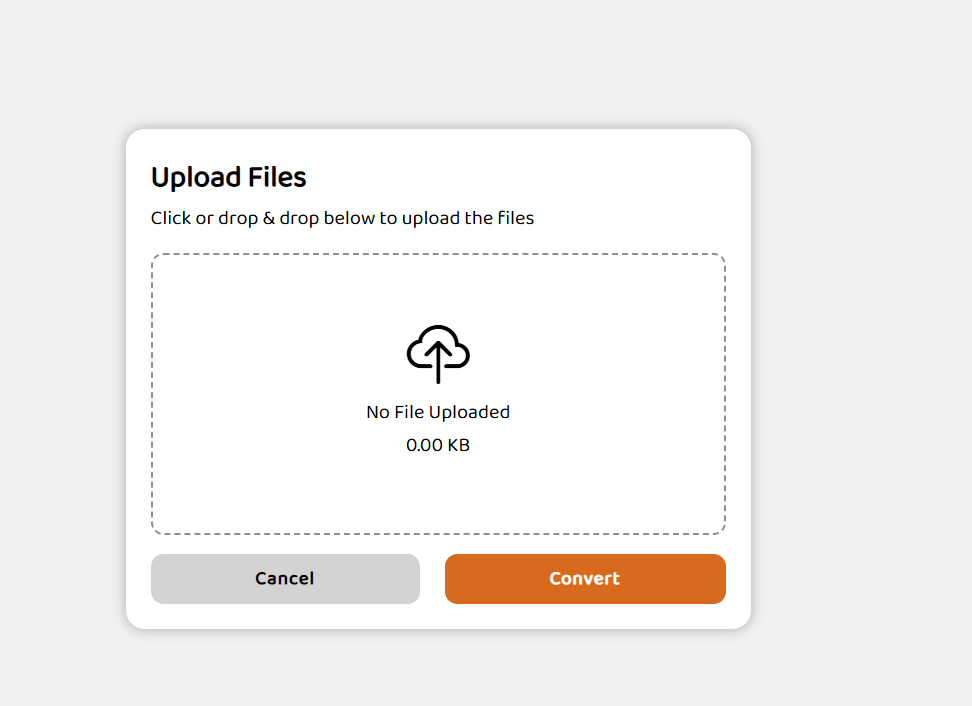 Upload Files
Click or drop & drop below to upload the files
No File Uploaded
0.00 KB
Cancel
Convert